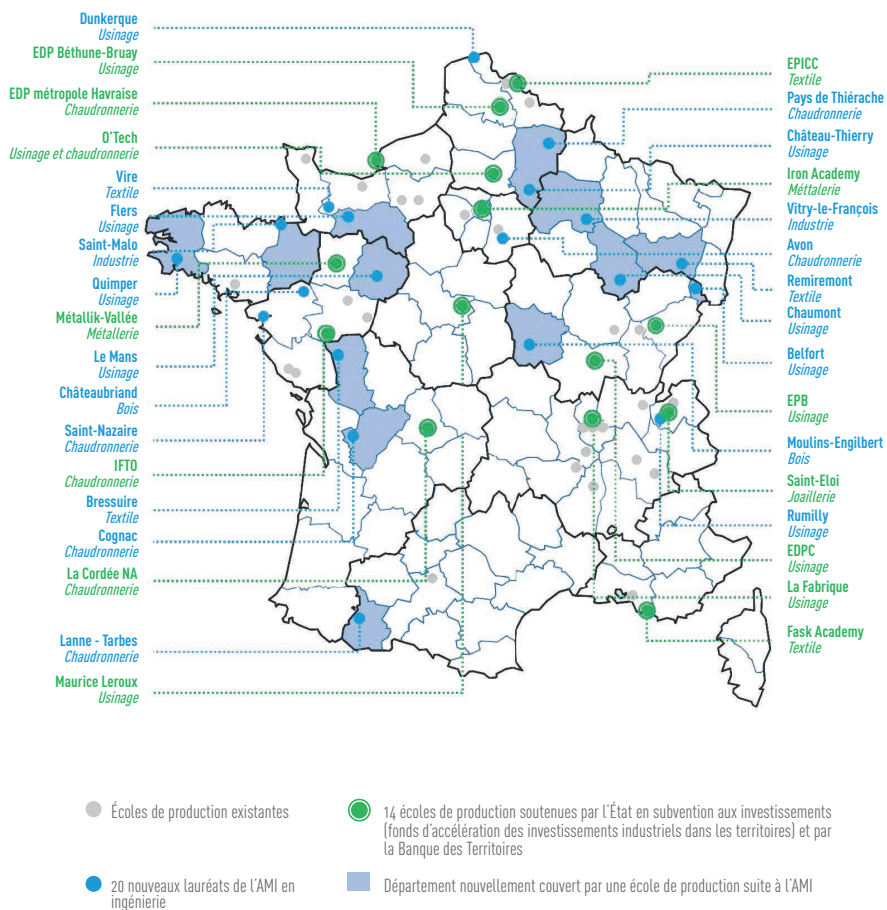 Dunkerque
Usinage
EDP Béthune-Bruay
Usinage
EDP métropole Havraise
Chaudronnerie
O'Tech
Usinage et chaudronnerie
Vire
Textile
Flers
Usinage
Saint-Malo
Industrie
Quimper
Usinage
Métallik-Vallée
Métallerie
Le Mans
Usinage
Châteaubriand
Bois
Saint-Nazaire
Chaudronnerie
IFTO
Chaudronnerie
Bressuire
Textile
Cognac
Chaudronnerie
La Cordée NA
Chaudronnerie
Lanne - Tarbes
Chaudronnerie
Maurice Leroux
Usinage
EPICC
Textile
Pays de Thiérache
Chaudronnerie
Château-Thierry
Usinage
Iron Academy
Méttalerie
Vitry-le-François
Industrie
Avon
Chaudronnerie
Remiremont
Textile
Chaumont
Usinage
Belfort
Usinage
EPB
Usinage
Moulins-Engilbert
Bois
Saint-Eloi
Joaillerie
Rumilly
Usinage
EDPC
Usinage
La Fabrique
Usinage
Fask Academy
Textile
Écoles de production existantes
14 écoles de production soutenues par l'État en subvention aux investissements
(fonds d'accélération des investissements industriels dans les territoires) et par
la Banque des Territoires
20 nouveaux lauréats de l'AMI en
ingénierie
Département nouvellement couvert par une école de production suite à l'AMI